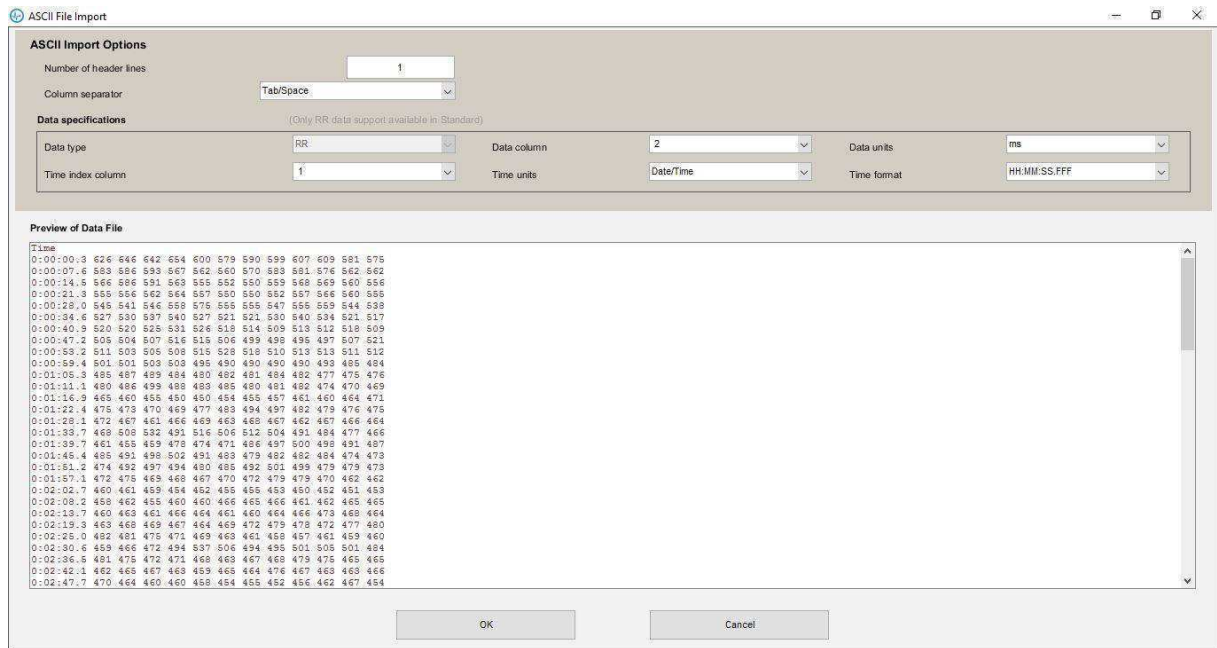 ASCII File Import
ASCII Import Options
Number of header lines 1
Column separator Tab/Space
Data specifications (Only RR data support available in Standard)
Data type RR Data column 2 Data units ms
Time index column 1 Time units Date/Time Time format HH:MM:SS.FFF
Preview of Data File
Time
0:00:00.3 626 646 642 654 600 579 590 599 607 609 581 575
0:00:07.6 583 586 593 567 562 560 570 583 581 576 562 562
0:00:14.5 566 586 591 563 555 552 550 559 568 569 560 556
0:00:21.3 555 556 562 564 557 550 550 552 557 566 560 555
0:00:28.0 545 541 546 558 575 555 555 547 555 559 544 538
0:00:34.6 527 530 537 540 527 521 521 530 540 534 521 517
0:00:40.9 520 520 525 531 526 518 514 509 513 512 518 509
0:00:47.2 505 504 507 516 515 506 499 498 495 497 507 521
0:00:53.2 511 503 505 508 515 528 518 510 513 513 511 512
0:00:59.4 501 501 503 503 495 490 490 490 490 493 485 484
0:01:05.3 485 487 489 484 480 482 481 484 482 477 475 476
0:01:11.1 480 486 499 488 483 485 480 481 482 474 470 469
0:01:16.9 465 460 455 450 450 454 455 457 461 460 464 471
0:01:22.4 475 473 470 469 477 483 494 497 482 479 476 475
0:01:28.1 472 467 461 466 469 463 468 467 462 467 466 464
0:01:33.7 468 508 532 491 516 506 512 504 491 484 477 466
0:01:39.7 461 455 459 478 474 471 486 497 500 498 491 487
0:01:45.4 485 491 498 502 491 483 479 482 482 484 474 473
0:01:51.2 474 492 497 494 480 485 492 501 499 479 479 473
0:01:57.1 472 475 469 468 467 470 472 479 479 470 462 462
0:02:02.7 460 461 459 454 452 455 455 453 450 452 451 453
0:02:08.2 458 462 455 460 460 466 465 466 461 462 465 465
0:02:13.7 460 463 461 466 464 461 460 464 466 473 468 464
0:02:19.3 463 468 469 467 464 469 472 479 478 472 477 480
0:02:25.0 482 481 475 471 469 463 461 458 457 461 459 460
0:02:30.6 459 466 472 494 537 506 494 495 501 505 501 484
0:02:36.5 481 475 472 471 468 463 467 468 479 475 465 465
0:02:42.1 462 465 467 463 459 465 464 476 467 463 463 466
0:02:47.7 470 464 460 460 458 454 455 452 456 462 467 454
OK Cancel